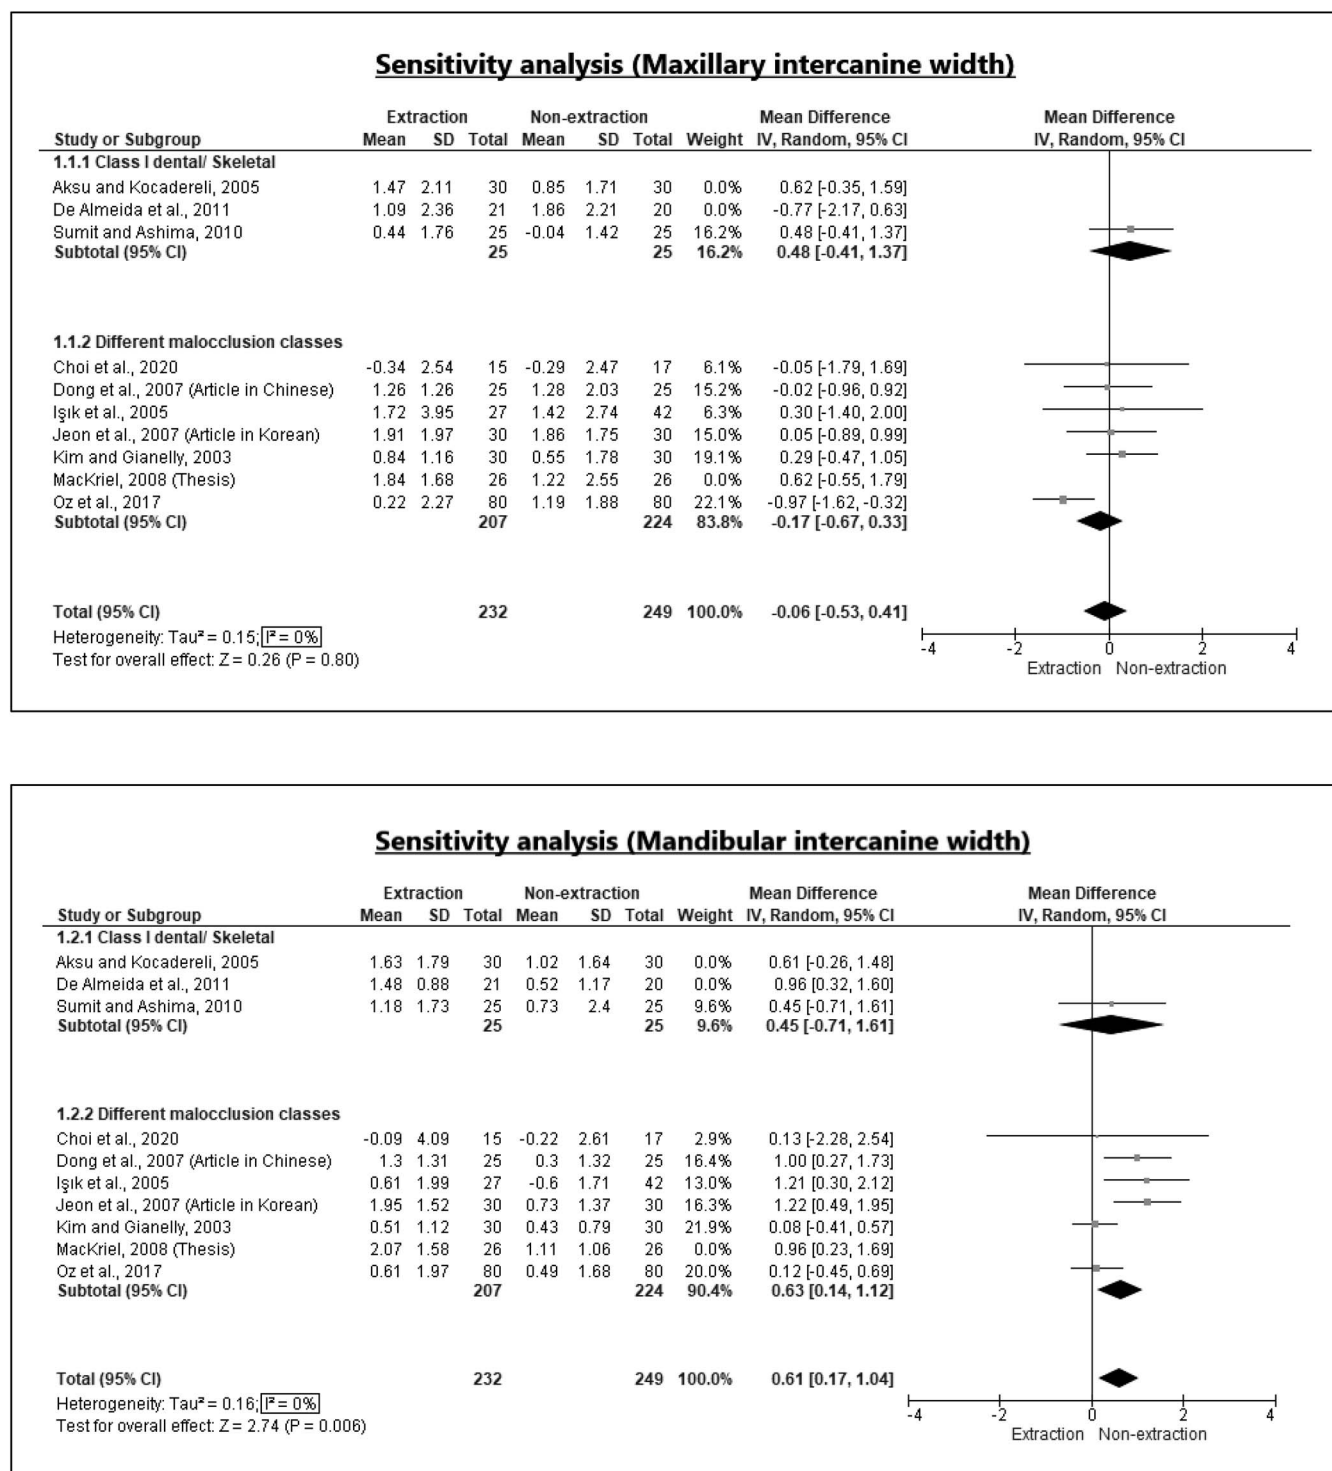 Sensitivity analysis (Maxillary intercanine width)
Extraction Non-extraction Mean Difference Mean Difference
Study or Subgroup Mean SD Total Mean SD Total Weight IV, Random, 95% CI IV, Random, 95% CI
1.1.1 Class I dental/ Skeletal
Aksu and Kocadereli, 2005 1.47 2.11 30 0.85 1.71 30 0.0% 0.62 [-0.35, 1.59]
De Almeida et al., 2011 1.09 2.36 21 1.86 2.21 20 0.0% -0.77 [-2.17, 0.63]
Sumit and Ashima, 2010 0.44 1.76 25 -0.04 1.42 25 16.2% 0.48 [-0.41, 1.37]
Subtotal (95% CI) 25 25 16.2% 0.48 [-0.41, 1.37]
1.1.2 Different malocclusion classes
Choi et al., 2020 -0.34 2.54 15 -0.29 2.47 17 6.1% -0.05 [-1.79, 1.69]
Dong et al., 2007 (Article in Chinese) 1.26 1.26 25 1.28 2.03 25 15.2% -0.02 [-0.96, 0.92]
Işık et al., 2005 1.72 3.95 27 1.42 2.74 42 6.3% 0.30 [-1.40, 2.00]
Jeon et al., 2007 (Article in Korean) 1.91 1.97 30 1.86 1.75 30 15.0% 0.05 [-0.89, 0.99]
Kim and Gianelly, 2003 0.84 1.16 30 0.55 1.78 30 19.1% 0.29 [-0.47, 1.05]
MacKriel, 2008 (Thesis) 1.84 1.68 26 1.22 2.55 26 0.0% 0.62 [-0.55, 1.79]
Oz et al., 2017 0.22 2.27 80 1.19 1.88 80 22.1% -0.97 [-1.62, -0.32]
Subtotal (95% CI) 207 224 83.8% -0.17 [-0.67, 0.33]
Total (95% CI) 232 249 100.0% -0.06 [-0.53, 0.41]
Heterogeneity: Tau² = 0.15; I² = 0%
Test for overall effect: Z = 0.26 (P = 0.80)
-4 -2 0 2 4
Extraction Non-extraction
Sensitivity analysis (Mandibular intercanine width)
Extraction Non-extraction Mean Difference Mean Difference
Study or Subgroup Mean SD Total Mean SD Total Weight IV, Random, 95% CI IV, Random, 95% CI
1.2.1 Class I dental/ Skeletal
Aksu and Kocadereli, 2005 1.63 1.79 30 1.02 1.64 30 0.0% 0.61 [-0.26, 1.48]
De Almeida et al., 2011 1.48 0.88 21 0.52 1.17 20 0.0% 0.96 [0.32, 1.60]
Sumit and Ashima, 2010 1.18 1.73 25 0.73 2.4 25 9.6% 0.45 [-0.71, 1.61]
Subtotal (95% CI) 25 25 9.6% 0.45 [-0.71, 1.61]
1.2.2 Different malocclusion classes
Choi et al., 2020 -0.09 4.09 15 -0.22 2.61 17 2.9% 0.13 [-2.28, 2.54]
Dong et al., 2007 (Article in Chinese) 1.3 1.31 25 0.3 1.32 25 16.4% 1.00 [0.27, 1.73]
Işık et al., 2005 0.61 1.99 27 -0.6 1.71 42 13.0% 1.21 [0.30, 2.12]
Jeon et al., 2007 (Article in Korean) 1.95 1.52 30 0.73 1.37 30 16.3% 1.22 [0.49, 1.95]
Kim and Gianelly, 2003 0.51 1.12 30 0.43 0.79 30 21.9% 0.08 [-0.41, 0.57]
MacKriel, 2008 (Thesis) 2.07 1.58 26 1.11 1.06 26 0.0% 0.96 [0.23, 1.69]
Oz et al., 2017 0.61 1.97 80 0.49 1.68 80 20.0% 0.12 [-0.45, 0.69]
Subtotal (95% CI) 207 224 90.4% 0.63 [0.14, 1.12]
Total (95% CI) 232 249 100.0% 0.61 [0.17, 1.04]
Heterogeneity: Tau² = 0.16; I² = 0%
Test for overall effect: Z = 2.74 (P = 0.006)
-4 -2 0 2 4
Extraction Non-extraction